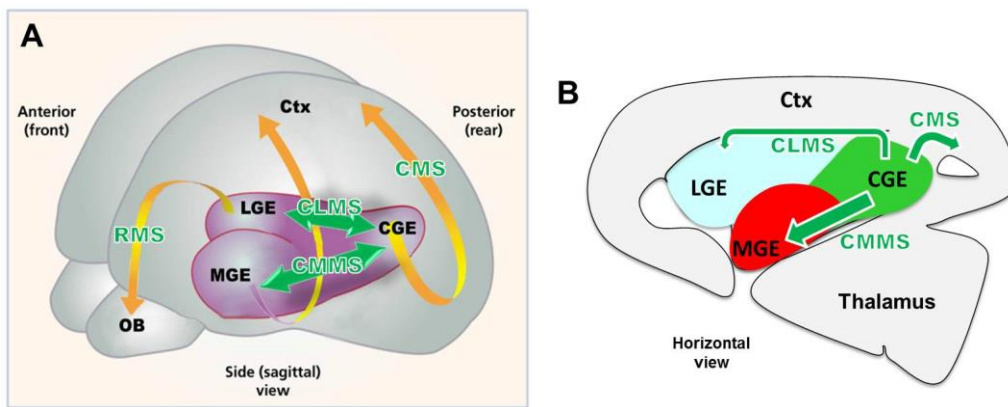 A
Anterior
(front)
Ctx
Posterior
(rear)
CMS
LGE
CLMS
CGE
RMS
MGE
CMMS
OB
Side (sagittal)
view
B
Ctx
CMS
CLMS
LGE
CGE
MGE
CMMS
Thalamus
Horizontal
view